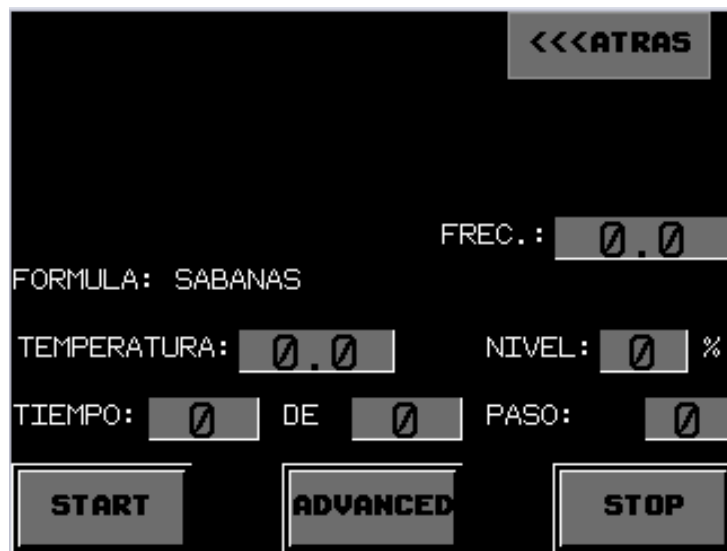 <<<ATRAS
FREC.: 0.0
FORMULA: SABANAS
TEMPERATURA: 0.0 NIVEL: 0 %
TIEMPO: 0 DE 0 PASO: 0
START ADVANCED STOP